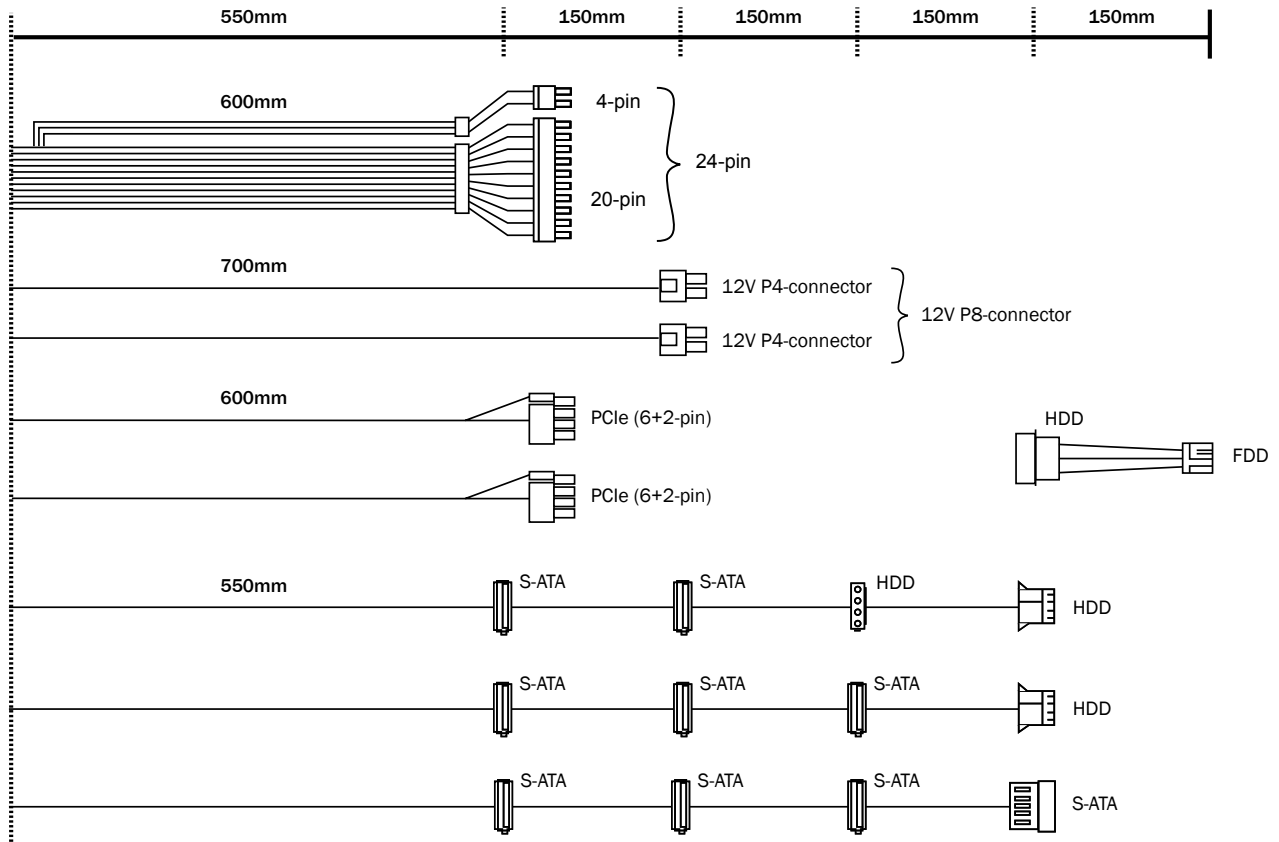 550mm 150mm 150mm 150mm 150mm
600mm
4-pin
24-pin
20-pin
700mm
12V P4-connector
12V P8-connector
12V P4-connector
600mm
PCIe (6+2-pin)
HDD
FDD
PCIe (6+2-pin)
550mm
S-ATA S-ATA HDD
HDD
S-ATA S-ATA S-ATA
HDD
S-ATA S-ATA S-ATA
S-ATA